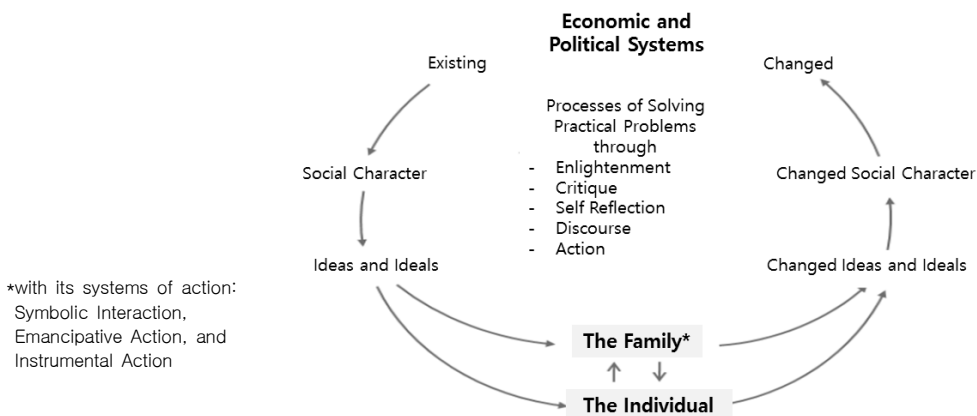 Economic and
Political Systems
Existing
Changed
Processes of Solving
Practical Problems
through
- Enlightenment
- Critique
- Self Reflection
- Discourse
- Action
Social Character
Changed Social Character
Ideas and Ideals
Changed Ideas and Ideals
*with its systems of action:
Symbolic Interaction,
Emancipative Action, and
Instrumental Action
The Family*
The Individual